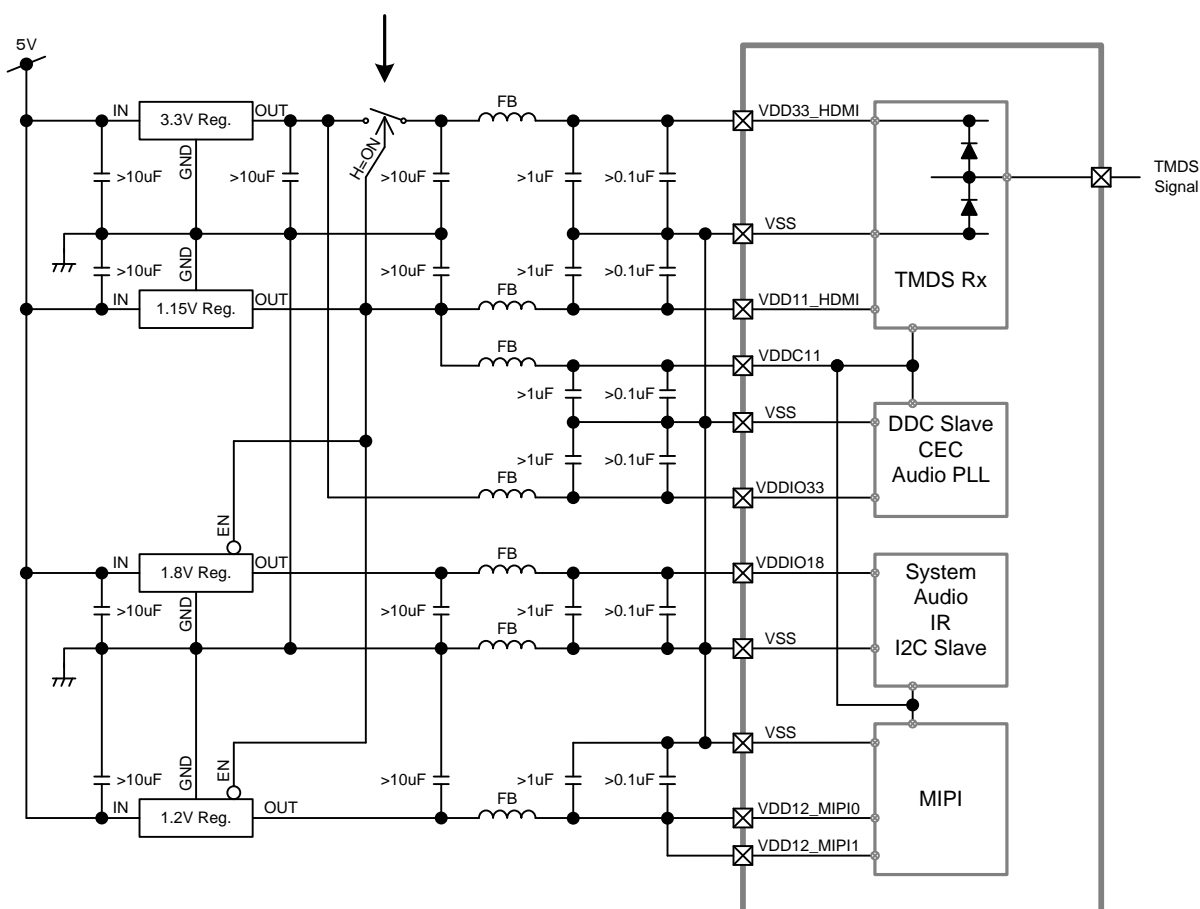 5V
IN
3.3V Reg.
OUT
FB
VDD33_HDMI
GND
H=ON
>10uF
>10uF
>10uF
>1uF
>0.1uF
TMDS
Signal
VSS
GND
>10uF
>10uF
>1uF
>0.1uF
TMDS Rx
IN
1.15V Reg.
OUT
FB
VDD11_HDMI
FB
VDDC11
>1uF
>0.1uF
VSS
DDC Slave
CEC
Audio PLL
>1uF
>0.1uF
FB
VDDIO33
EN
IN
1.8V Reg.
OUT
FB
VDDIO18
System
Audio
IR
I2C Slave
>10uF
GND
>10uF
>1uF
>0.1uF
FB
VSS
VSS
GND
EN
>10uF
>10uF
>1uF
>0.1uF
MIPI
IN
1.2V Reg.
OUT
FB
VDD12_MIPI0
VDD12_MIPI1